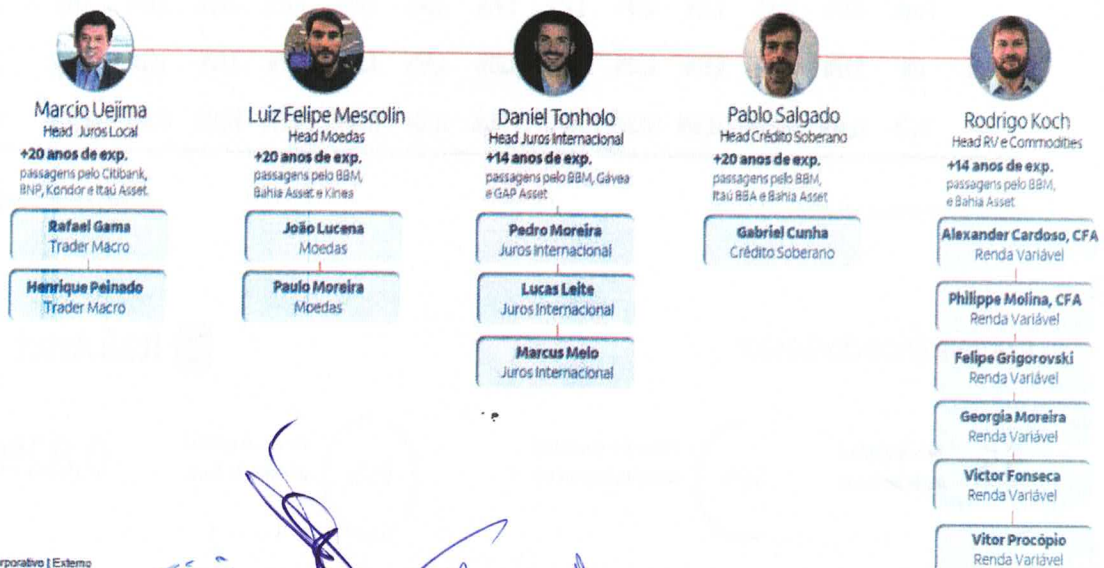 Marcio Uejima
Head Juros Local
+20 anos de exp.
passagens pelo Citibank,
BNP, Kondor e Itaú Asset.
Rafael Gama
Trader Macro
Henrique Peinado
Trader Macro
Luiz Felipe Mescolin
Head Moedas
+20 anos de exp.
passagens pelo BBM,
Bahia Asset e Kinea
João Lucena
Moedas
Paulo Moreira
Moedas
Daniel Tonholo
Head Juros Internacional
+14 anos de exp.
passagens pelo BBM, Gávea
e GAP Asset
Pedro Moreira
Juros Internacional
Lucas Leite
Juros Internacional
Marcus Melo
Juros Internacional
Pablo Salgado
Head Crédito Soberano
+20 anos de exp.
passagens pelo BBM,
Itaú BBA e Bahia Asset
Gabriel Cunha
Crédito Soberano
Rodrigo Koch
Head RV e Commodities
+14 anos de exp.
passagens pelo BBM,
e Bahia Asset
Alexander Cardoso, CFA
Renda Variável
Philippe Molina, CFA
Renda Variável
Felipe Grigorovski
Renda Variável
Georgia Moreira
Renda Variável
Victor Fonseca
Renda Variável
Vitor Procópio
Renda Variável
rporativo | Externo